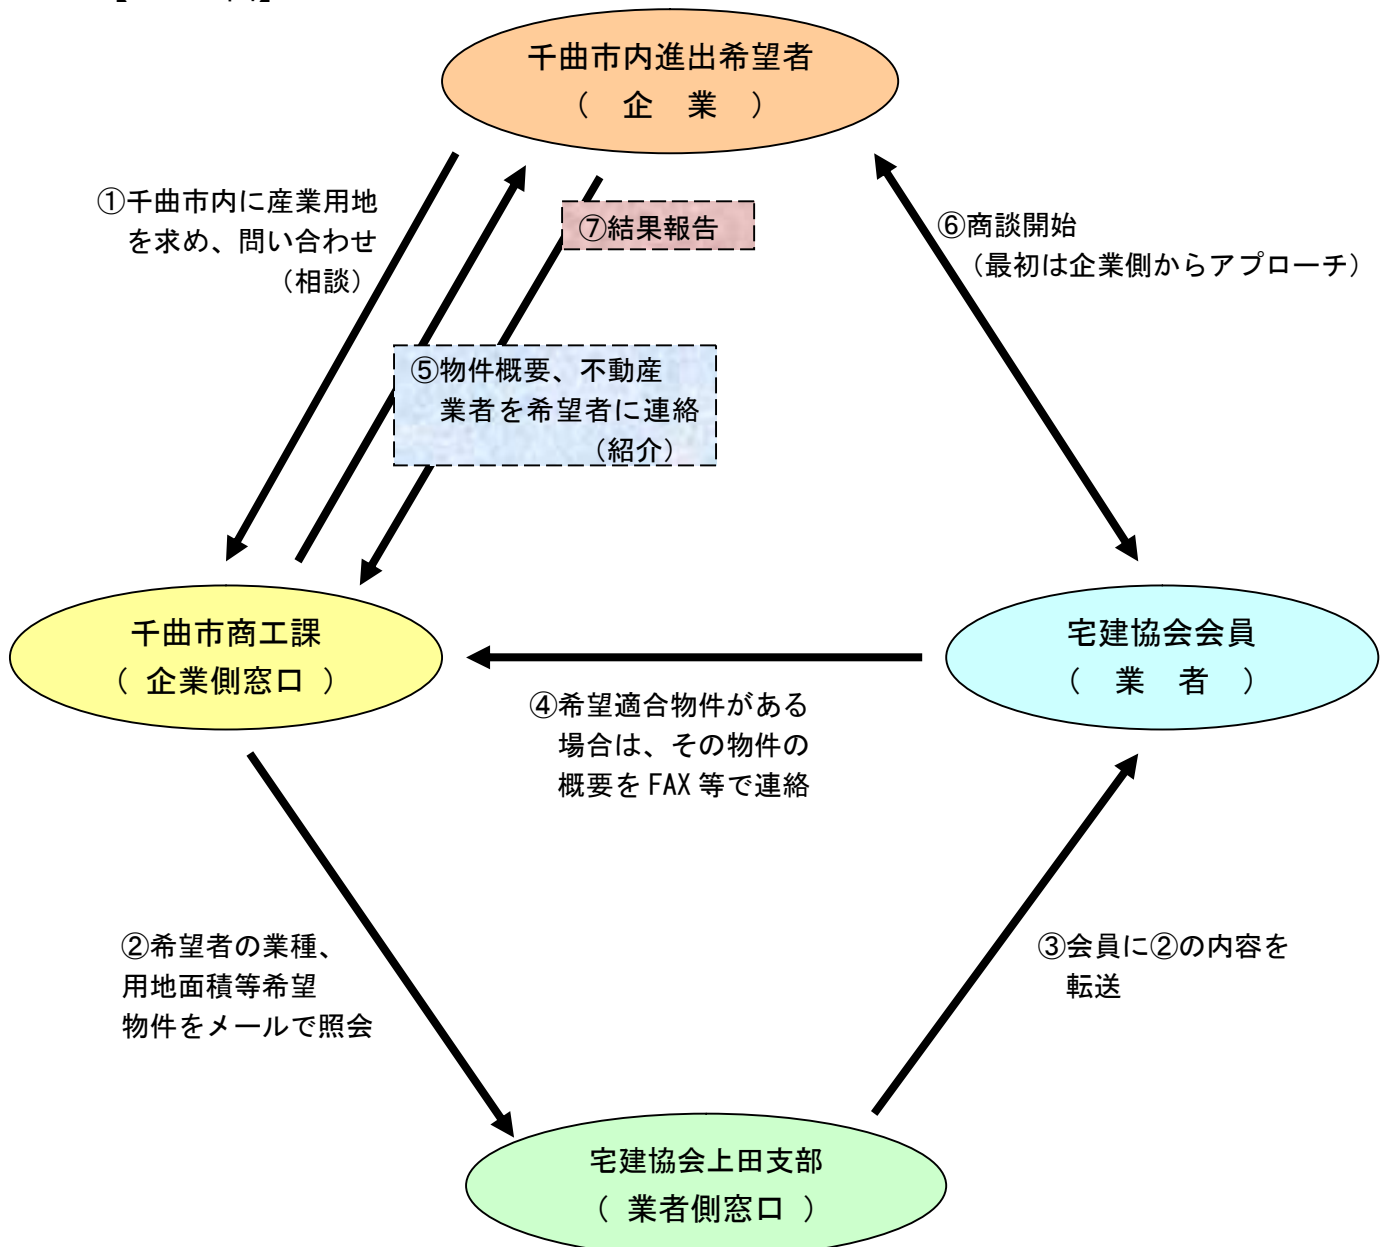 千曲市内進出希望者
（　企　業　）
①千曲市内に産業用地
を求め、問い合わせ
（相談）
⑦結果報告
⑥商談開始
（最初は企業側からアプローチ）
⑤物件概要、不動産
業者を希望者に連絡
（紹介）
千曲市商工課
（ 企業側窓口 ）
宅建協会会員
（　業　者　）
④希望適合物件がある
場合は、その物件の
概要を FAX 等で連絡
②希望者の業種、
用地面積等希望
物件をメールで照会
③会員に②の内容を
転送
宅建協会上田支部
（ 業者側窓口 ）